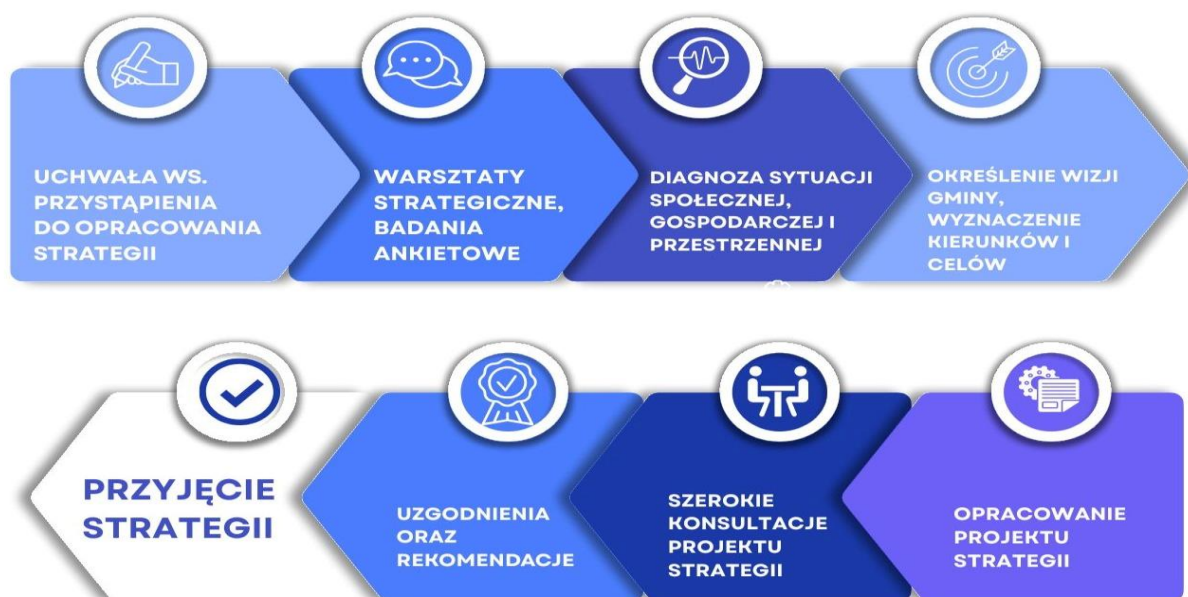 UCHWAŁA WS.
PRZYSTĄPIENIA
DO OPRACOWANIA
STRATEGII
WARSZTATY
STRATEGICZNE,
BADANIA
ANKIETOWE
DIAGNOZA SYTUACJI
SPOŁECZNEJ,
GOSPODARCZEJ I
PRZESTRZENNEJ
OKREŚLENIE WIZJI
GMINY,
WYZNACZENIE
KIERUNKÓW I
CELÓW
OPRACOWANIE
PROJEKTU
STRATEGII
SZEROKIE
KONSULTACJE
PROJEKTU
STRATEGII
UZGODNIENIA
ORAZ
REKOMENDACJE
PRZYJĘCIE
STRATEGII